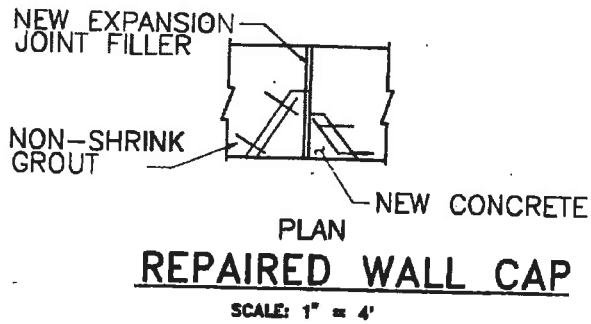 NEW EXPANSION
JOINT FILLER
NON-SHRINK
GROUT
NEW CONCRETE
PLAN
REPAIRED WALL CAP
SCALE: 1" = 4'